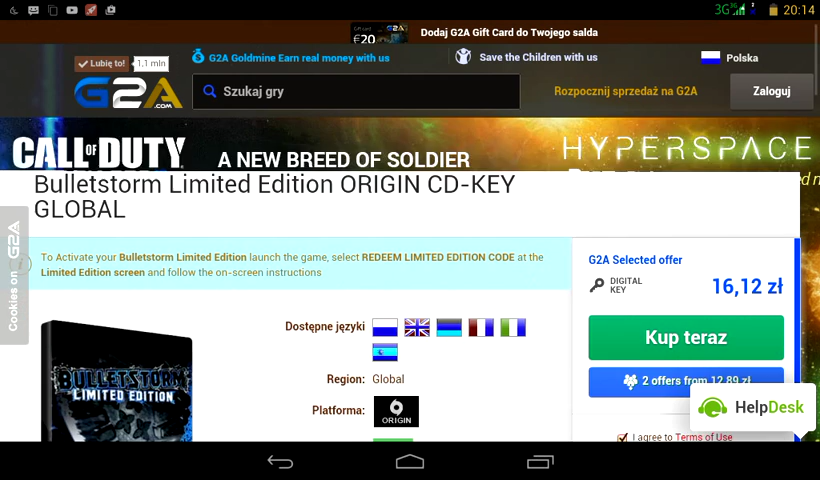 3G
20:14
Gift card
€20
Dodaj G2A Gift Card do Twojego salda
Lubię to!
1,1 mln
G2A Goldmine Earn real money with us
Save the Children with us
Polska
G2A.COM
Szukaj gry
Rozpocznij sprzedaż na G2A
Zaloguj
CALL OF DUTY
A NEW BREED OF SOLDIER
HYPERSPACE
Bulletstorm Limited Edition ORIGIN CD-KEY
GLOBAL
Cookies on G2A
To Activate your Bulletstorm Limited Edition launch the game, select REDEEM LIMITED EDITION CODE at the
Limited Edition screen and follow the on-screen instructions
G2A Selected offer
DIGITAL
KEY
16,12 zł
Kup teraz
2 offers from 12,89 zł
Dostępne języki
Region: Global
Platforma:
ORIGIN
BULLETSTORM
LIMITED EDITION
HelpDesk
I agree to Terms of Use